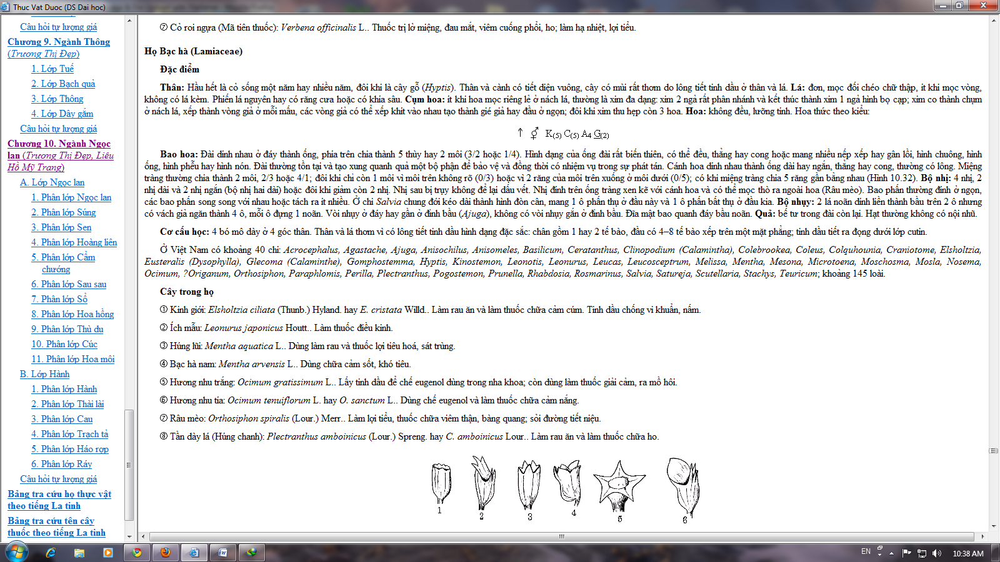 Thuc Vat Duoc (DS Dai hoc)
Câu hỏi tự lượng giá
Chương 9. Ngành Thông
(Trương Thị Đẹp)
1. Lớp Tuế
2. Lớp Bạch quả
3. Lớp Thông
4. Lớp Dây gắm
Câu hỏi tự lượng giá
Chương 10. Ngành Ngọc
lan (Trương Thị Đẹp, Liêu
Hồ Mỹ Trang)
A. Lớp Ngọc lan
1. Phân lớp Ngọc lan
2. Phân lớp Súng
3. Phân lớp Sen
4. Phân lớp Hoàng liên
5. Phân lớp Cẩm
chướng
6. Phân lớp Sau sau
7. Phân lớp Sổ
8. Phân lớp Hoa hồng
9. Phân lớp Thù du
10. Phân lớp Cúc
11. Phân lớp Hoa môi
B. Lớp Hành
1. Phân lớp Hành
2. Phân lớp Thài lài
3. Phân lớp Cau
4. Phân lớp Trạch tả
5. Phân lớp Háo rợp
6. Phân lớp Ráy
Câu hỏi tự lượng giá
Bảng tra cứu họ thực vật
theo tiếng La tinh
Bảng tra cứu tên cây
thuốc theo tiếng La tinh
⑦ Cỏ roi ngựa (Mã tiên thuốc): Verbena officinalis L.. Thuốc trị lở miệng, đau mắt, viêm cuống phổi, ho; làm hạ nhiệt, lợi tiểu.
Họ Bạc hà (Lamiaceae)
Đặc điểm
Thân: Hầu hết là cỏ sống một năm hay nhiều năm, đôi khi là cây gỗ (Hyptis). Thân và cành có tiết diện vuông, cây có mùi rất thơm do lông tiết tinh dầu ở thân và lá. Lá: đơn, mọc đối chéo chữ thập, ít khi mọc vòng,
không có lá kèm. Phiến lá nguyên hay có răng cưa hoặc có khía sâu. Cụm hoa: ít khi hoa mọc riêng lẻ ở nách lá, thường là xim đa dạng: xim 2 ngả rất phân nhánh và kết thúc thành xim 1 ngả hình bọ cạp; xim co thành chụm
ở nách lá, xếp thành vòng giả ở mỗi mấu, các vòng giả có thể xếp khít vào nhau tạo thành gié giả hay đầu ở ngọn; đôi khi xim thu hẹp còn 3 hoa. Hoa: không đều, lưỡng tính. Hoa thức theo kiểu:
↑ ⚥ K(5) C(5) A4 G(2)
Bao hoa: Đài dính nhau ở đáy thành ống, phía trên chia thành 5 thùy hay 2 môi (3/2 hoặc 1/4). Hình dạng của ống đài rất biến thiên, có thể đều, thẳng hay cong hoặc mang nhiều nếp xếp hay gân lồi, hình chuông, hình
ống, hình phễu hay hình nón. Đài thường tồn tại và tạo xung quanh quả một bộ phận để bảo vệ và đồng thời có nhiệm vụ trong sự phát tán. Cánh hoa dính nhau thành ống dài hay ngắn, thẳng hay cong, thường có lông. Miệng
tràng thường chia thành 2 môi, 2/3 hoặc 4/1; đôi khi chỉ còn 1 môi vì môi trên không rõ (0/3) hoặc vì 2 răng của môi trên xuống ở môi dưới (0/5); có khi miệng tràng chia 5 răng gần bằng nhau (Hình 10.32). Bộ nhị: 4 nhị, 2
nhị dài và 2 nhị ngắn (bộ nhị hai dài) hoặc đôi khi giảm còn 2 nhị. Nhị sau bị trụy không để lại dấu vết. Nhị đính trên ống tràng xen kẽ với cánh hoa và có thể mọc thò ra ngoài hoa (Râu mèo). Bao phấn thường đính ở ngọn,
các bao phấn song song với nhau hoặc tách ra ít nhiều. Ở chi Salvia chung đới kéo dài thành hình đòn cân, mang 1 ô phấn thụ ở đầu này và 1 ô phấn bất thụ ở đầu kia. Bộ nhụy: 2 lá noãn dính liền thành bầu trên 2 ô nhưng
có vách giả ngăn thành 4 ô, mỗi ô đựng 1 noãn. Vòi nhụy ở đáy hay gần ở đỉnh bầu (Ajuga), không có vòi nhụy gắn ở đỉnh bầu. Đĩa mật bao quanh đáy bầu noãn. Quả: bế tư trong đài còn lại. Hạt thường không có nội nhũ.
Cơ cấu học: 4 bó mô dày ở 4 góc thân. Thân và lá thơm vì có lông tiết tinh dầu hình dạng đặc sắc: chân gồm 1 hay 2 tế bào, đầu có 4–8 tế bào xếp trên một mặt phẳng; tinh dầu tiết ra đọng dưới lớp cutin.
Ở Việt Nam có khoảng 40 chi: Acrocephalus, Agastache, Ajuga, Anisochilus, Anisomeles, Basilicum, Ceratanthus, Clinopodium (Calamintha), Colebrookea, Coleus, Colquhounia, Craniotome, Elsholtzia,
Eusteralis (Dysophylla), Glecoma (Calaminthe), Gomphostemma, Hyptis, Kinostemon, Leonotis, Leonurus, Leucas, Leucosceptrum, Melissa, Mentha, Mesona, Microtoena, Moschosma, Mosla, Nosema,
Ocimum, ?Origanum, Orthosiphon, Paraphlomis, Perilla, Plectranthus, Pogostemon, Prunella, Rhabdosia, Rosmarinus, Salvia, Satureja, Scutellaria, Stachys, Teuricum; khoảng 145 loài.
Cây trong họ
① Kinh giới: Elsholtzia ciliata (Thunb.) Hyland. hay E. cristata Willd.. Làm rau ăn và làm thuốc chữa cảm cúm. Tinh dầu chống vi khuẩn, nấm.
② Ích mẫu: Leonurus japonicus Houtt.. Làm thuốc điều kinh.
③ Húng lũi: Mentha aquatica L.. Dùng làm rau và thuốc lợi tiêu hoá, sát trùng.
④ Bạc hà nam: Mentha arvensis L.. Dùng chữa cảm sốt, khó tiêu.
⑤ Hương nhu trắng: Ocimum gratissimum L.. Lấy tinh dầu để chế eugenol dùng trong nha khoa; còn dùng làm thuốc giải cảm, ra mồ hôi.
⑥ Hương nhu tía: Ocimum tenuiflorum L. hay O. sanctum L.. Dùng chế eugenol và làm thuốc chữa cảm nắng.
⑦ Râu mèo: Orthosiphon spiralis (Lour.) Merr.. Làm lợi tiểu, thuốc chữa viêm thận, bàng quang; sỏi đường tiết niệu.
⑧ Tần dày lá (Húng chanh): Plectranthus amboinicus (Lour.) Spreng. hay C. amboinicus Lour.. Làm rau ăn và làm thuốc chữa ho.
1 2 3 4 5 6
EN
10:38 AM